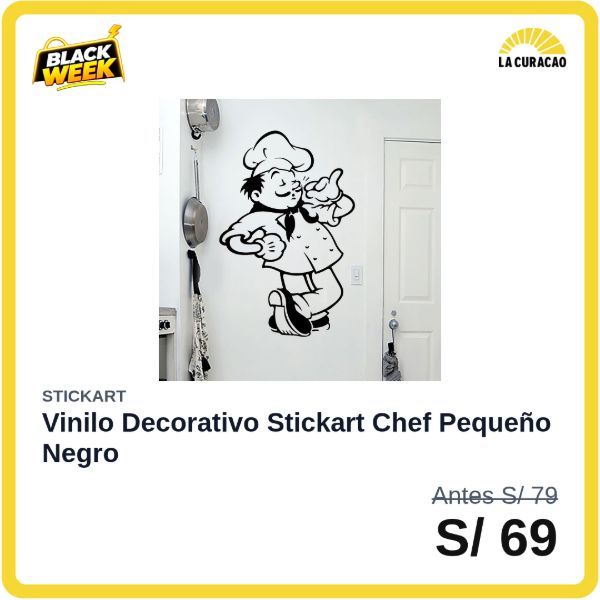 BLACK
WEEK
LA CURACAO
STICKART
Vinilo Decorativo Stickart Chef Pequeño
Negro
Antes S/ 79
S/ 69